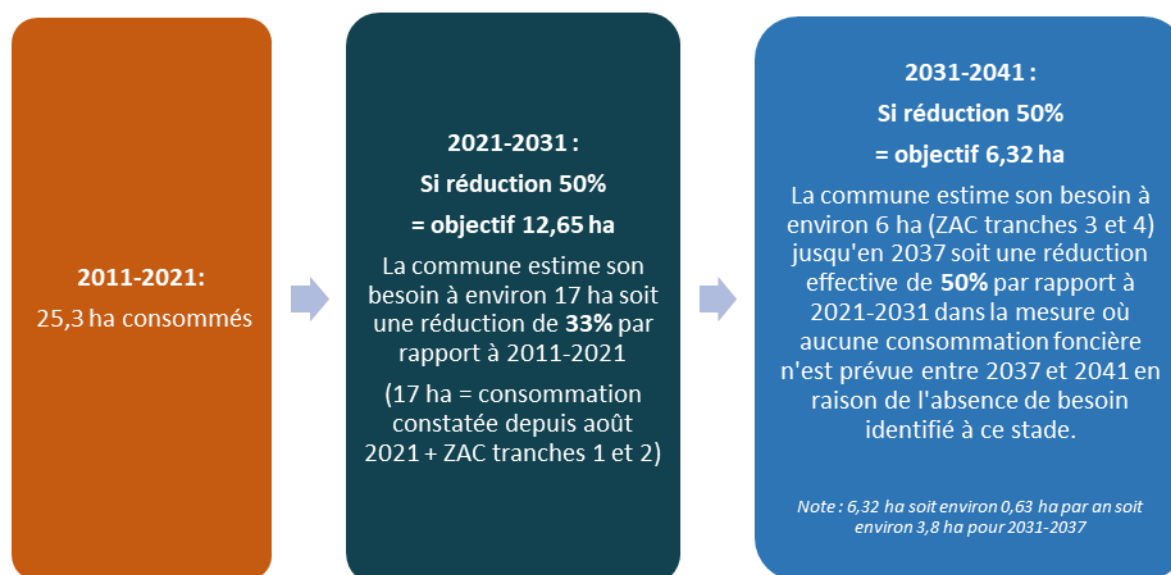 2011-2021:
25,3 ha consommés
2021-2031 :
Si réduction 50%
= objectif 12,65 ha
La commune estime son
besoin à environ 17 ha soit
une réduction de 33% par
rapport à 2011-2021
(17 ha = consommation
constatée depuis août
2021 + ZAC tranches 1 et 2)
2031-2041 :
Si réduction 50%
= objectif 6,32 ha
La commune estime son besoin à
environ 6 ha (ZAC tranches 3 et 4)
jusqu'en 2037 soit une réduction
effective de 50% par rapport à
2021-2031 dans la mesure où
aucune consommation foncière
n'est prévue entre 2037 et 2041 en
raison de l'absence de besoin
identifié à ce stade.
Note : 6,32 ha soit environ 0,63 ha par an soit
environ 3,8 ha pour 2031-2037